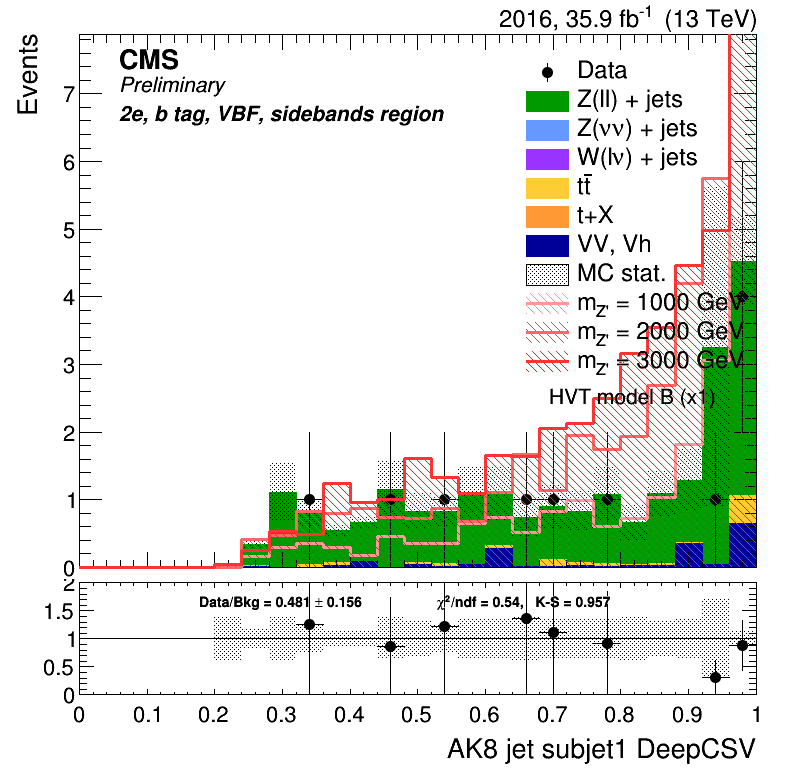 2016, 35.9 fb⁻¹ (13 TeV)
Events
CMS
Preliminary
2e, b tag, VBF, sidebands region
Data
Z(ll) + jets
Z(νν) + jets
W(lν) + jets
tt̄
t+X
VV, Vh
MC stat.
m_Z' = 1000 GeV
m_Z' = 2000 GeV
m_Z' = 3000 GeV
HVT model B (x1)
7
6
5
4
3
2
1
0
Data/Bkg = 0.481 ± 0.156 χ²/ndf = 0.54, K-S = 0.957
2
1.5
1
0.5
0
0 0.1 0.2 0.3 0.4 0.5 0.6 0.7 0.8 0.9 1
AK8 jet subjet1 DeepCSV